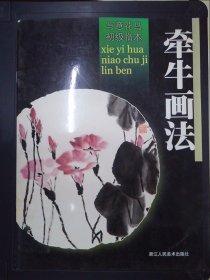 写意花鸟
初级临本
xie yi hua
niao chu ji
lin ben
牵牛画法
浙江人民美术出版社